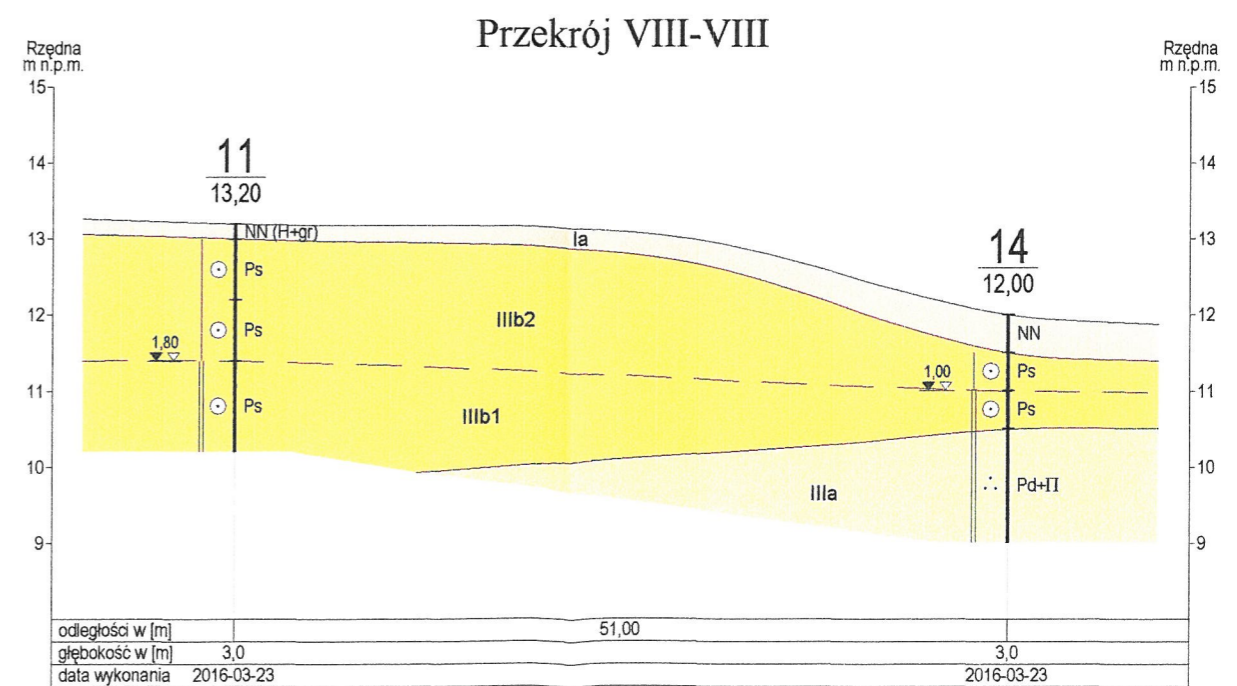 Przekrój VIII-VIII
Rzędna
m n.p.m.
Rzędna
m n.p.m.
15
15
14
14
11
13,20
NN (H+gr)
13
Ia
13
14
12,00
Ps
12
IIIb2
12
Ps
NN
1,80
1,00
Ps
11
11
Ps
IIIb1
Ps
10
10
IIIa
Pd+Π
9
9
odległości w [m]
51,00
głębokość w [m]
3,0
3,0
data wykonania
2016-03-23
2016-03-23